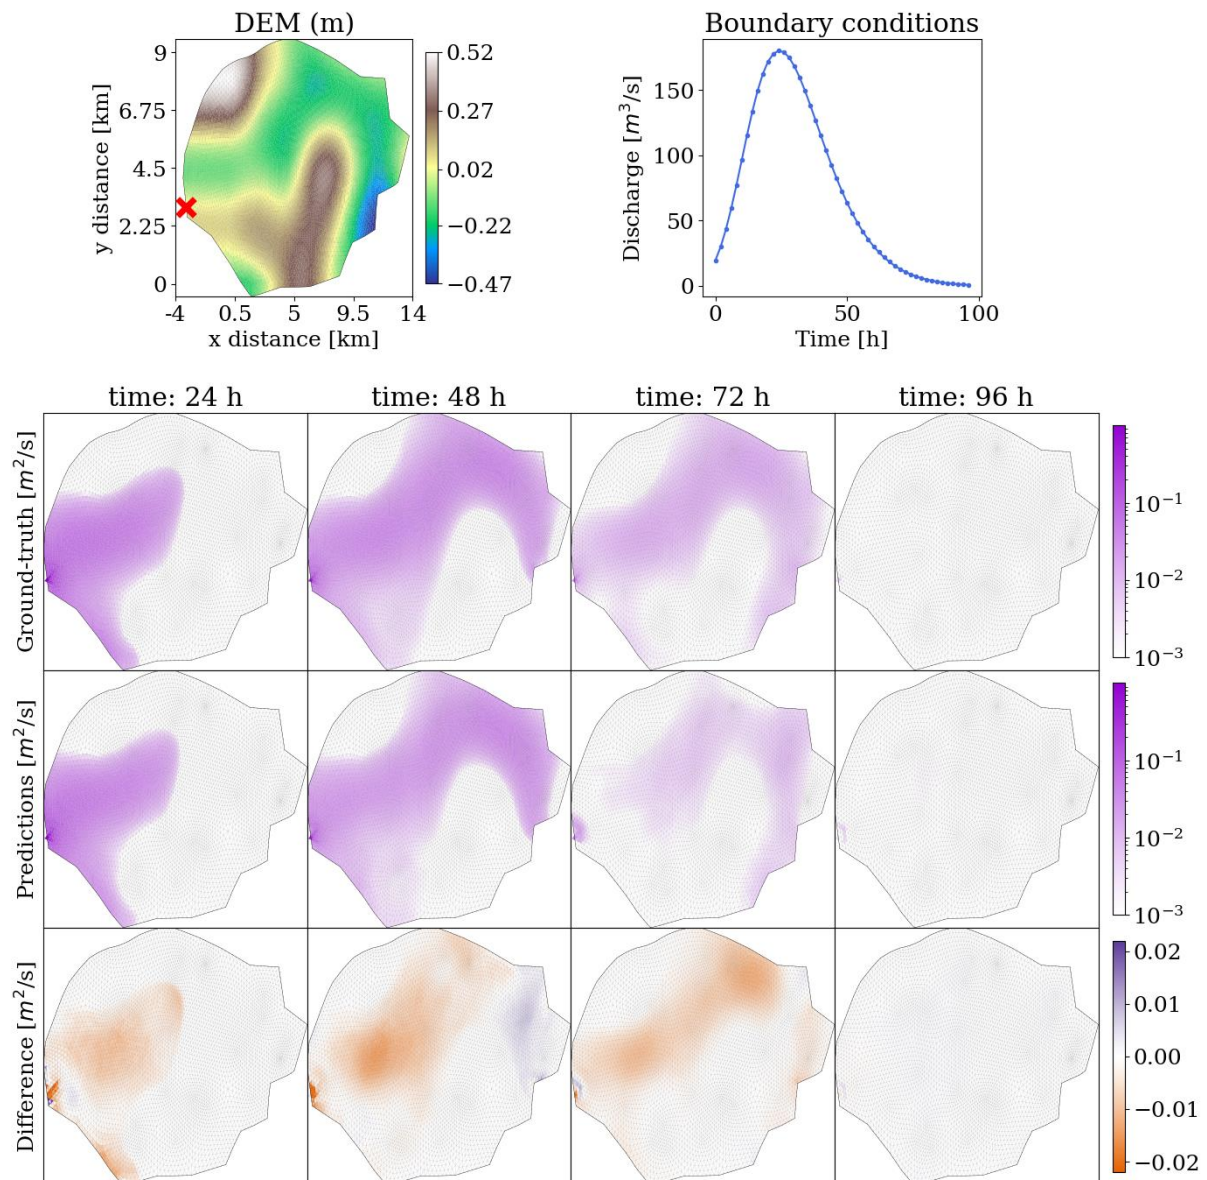 DEM (m)
9
6.75
4.5
2.25
0
y distance [km]
-4 0.5 5 9.5 14
x distance [km]
0.52
0.27
0.02
−0.22
−0.47
Boundary conditions
150
100
50
0
Discharge [m³/s]
0 50 100
Time [h]
time: 24 h time: 48 h time: 72 h time: 96 h
Ground-truth [m²/s]
10⁻¹
10⁻²
10⁻³
Predictions [m²/s]
10⁻¹
10⁻²
10⁻³
Difference [m²/s]
0.02
0.01
0.00
−0.01
−0.02